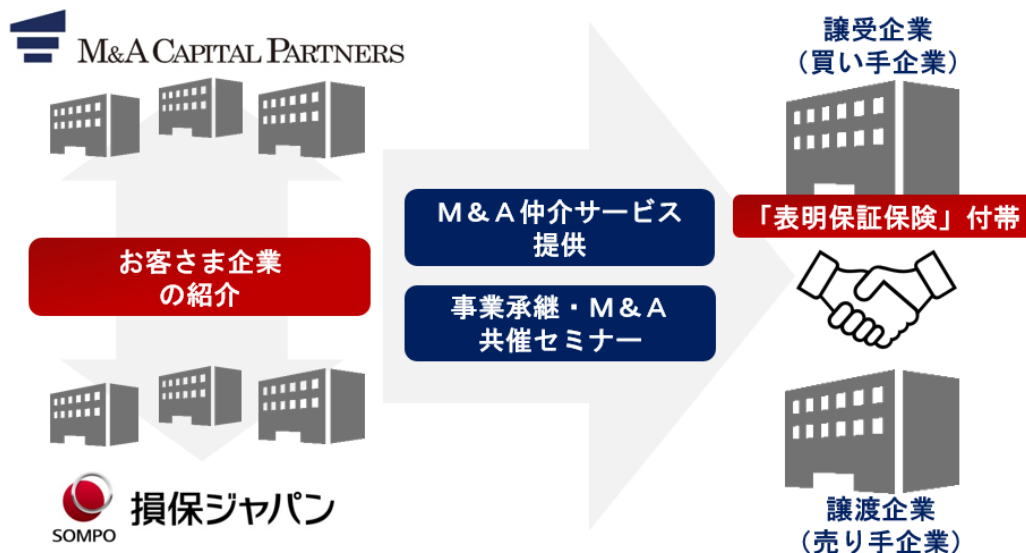 M&A CAPITAL PARTNERS
お客さま企業
の紹介
SOMPO
損保ジャパン
M&A仲介サービス
提供
事業承継・M&A
共催セミナー
譲受企業
(買い手企業)
「表明保証保険」付帯
譲渡企業
(売り手企業)